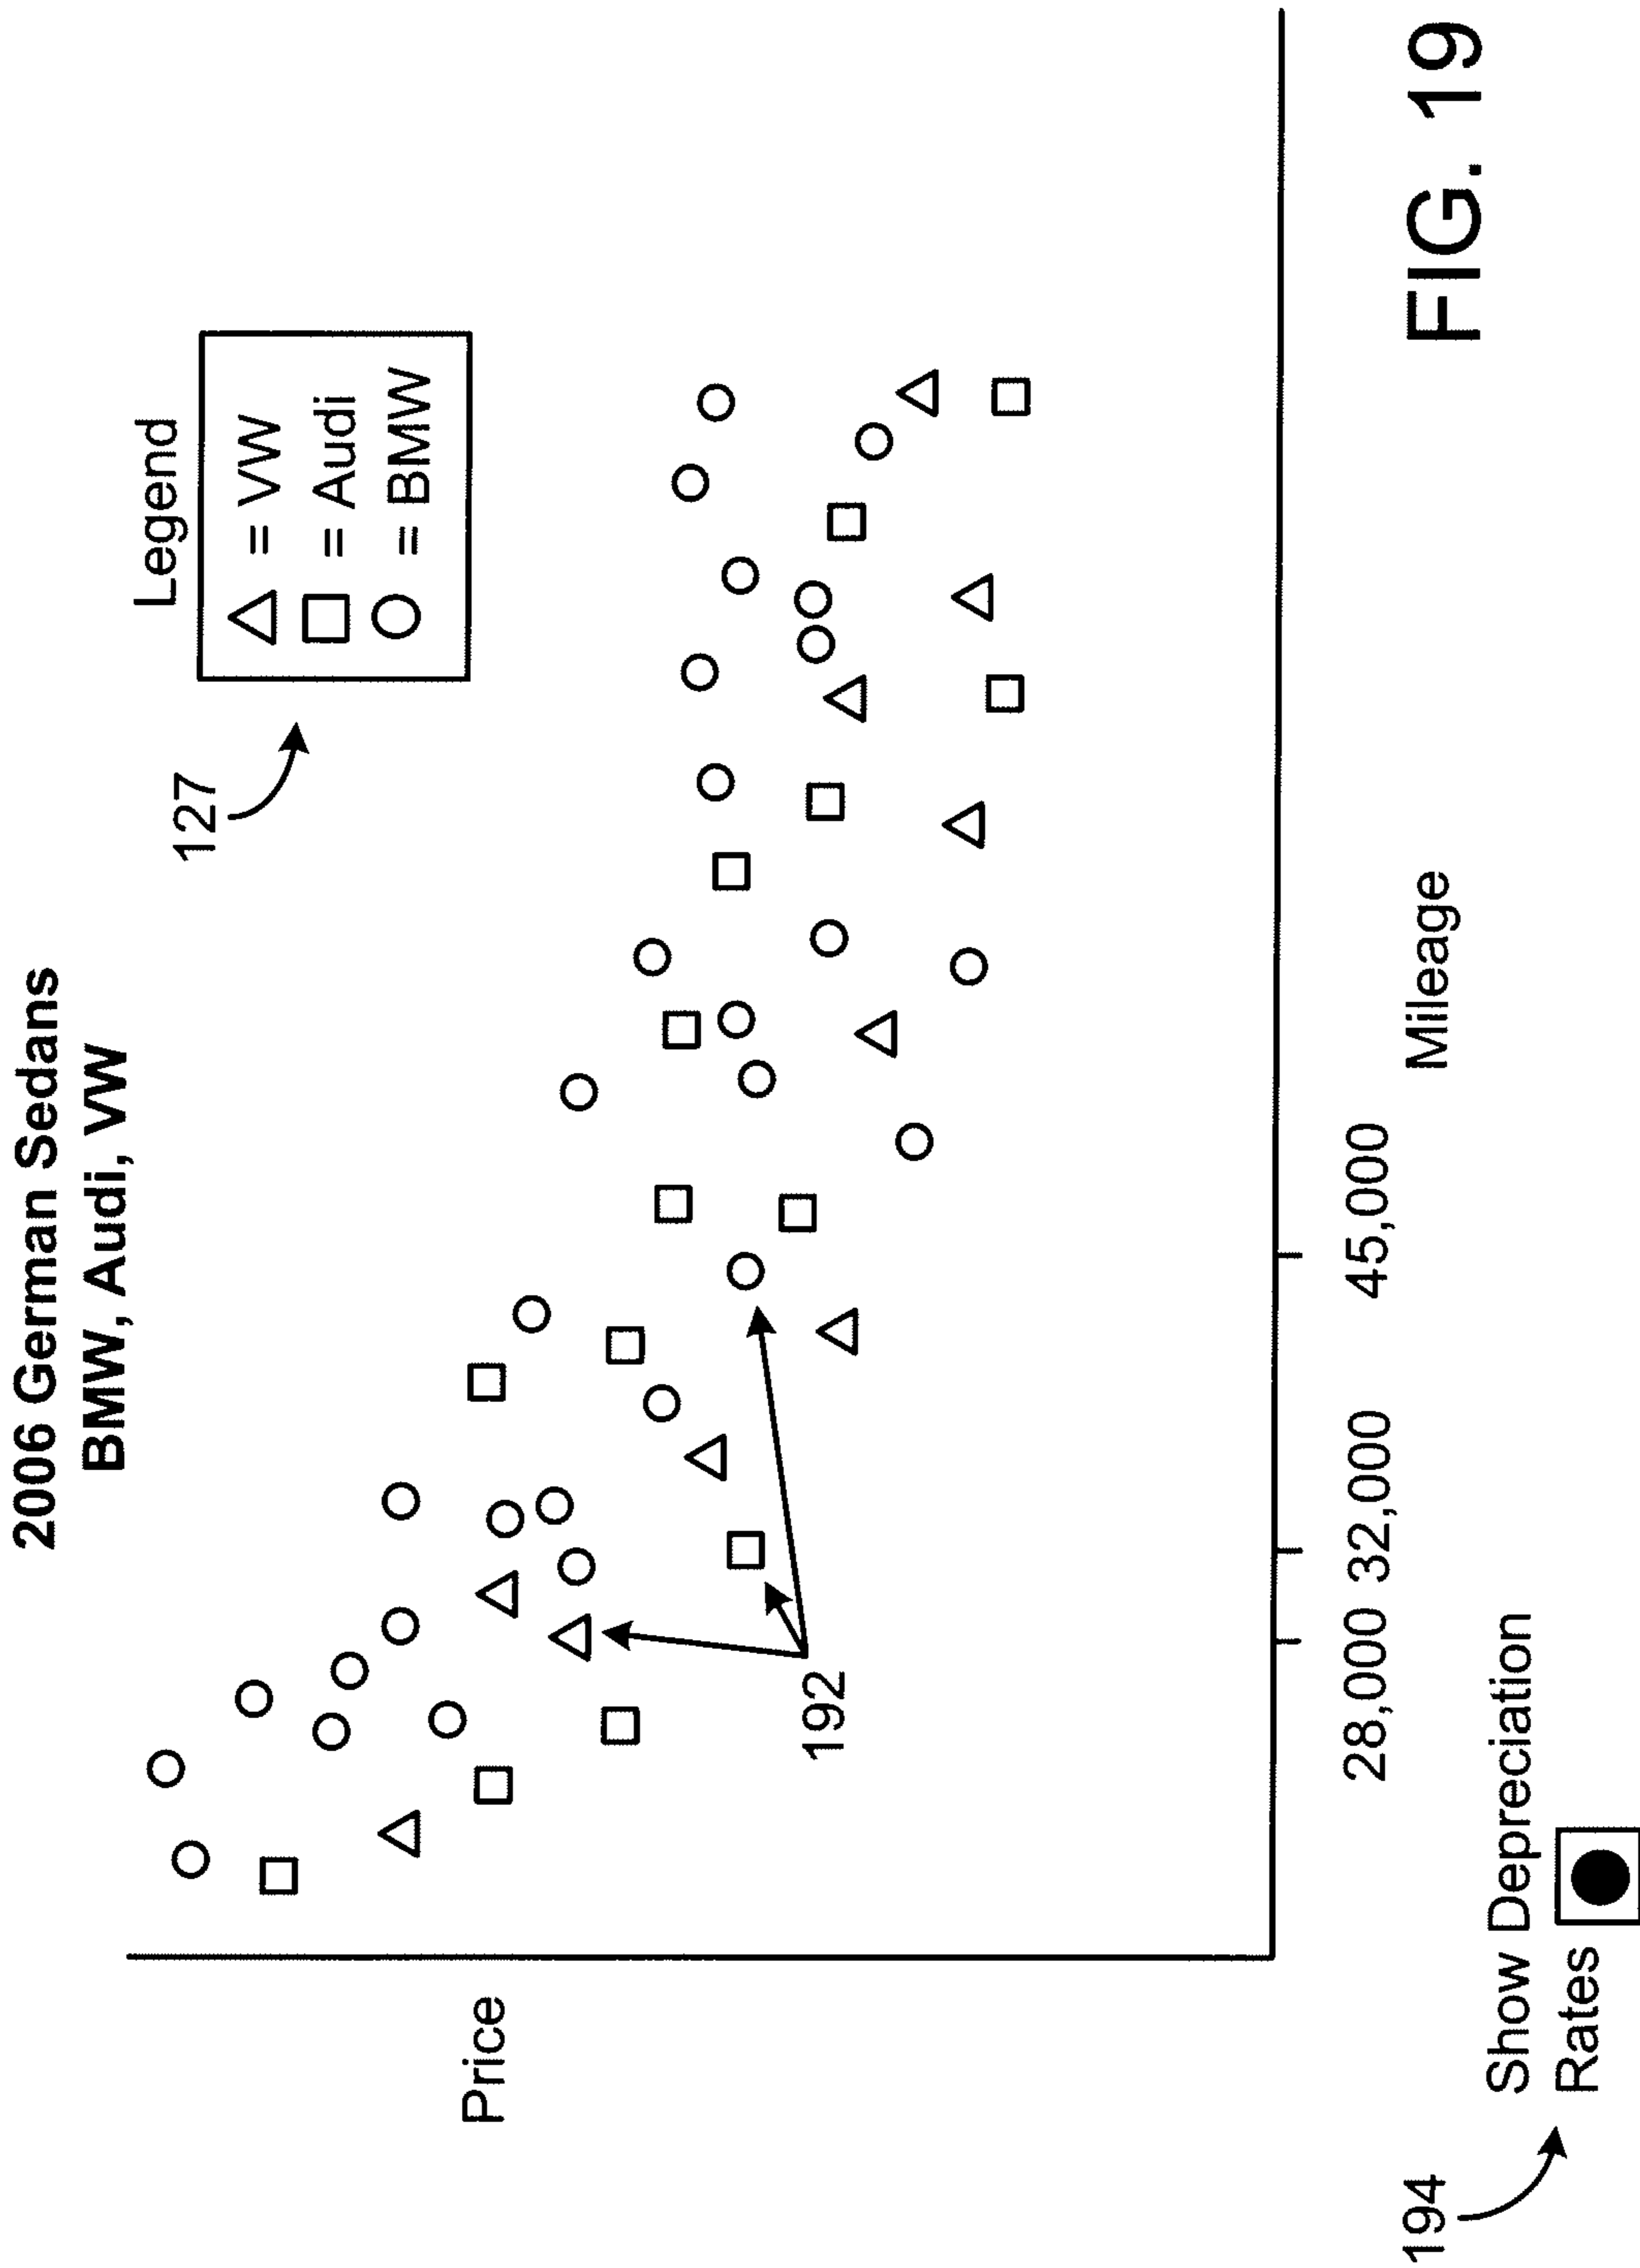 2006 German Sedans
BMW, Audi, VW
Legend
= VW
= Audi
= BMW
127
Price
192
28,000 32,000 45,000
Mileage
194
Show Depreciation
Rates
FIG. 19